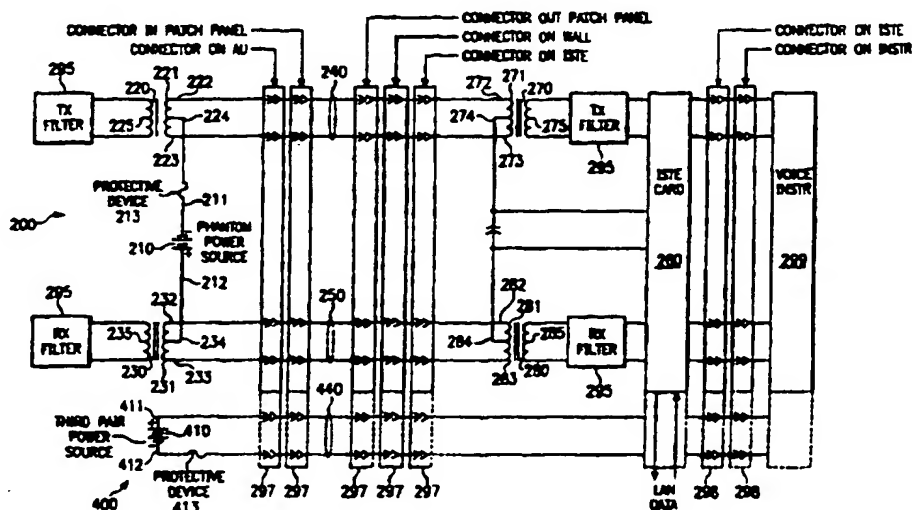 CONNECTOR IN PATCH PANEL
CONNECTOR ON AU
CONNECTOR OUT PATCH PANEL
CONNECTOR ON WALL
CONNECTOR ON ISTE
CONNECTOR ON ISTE
CONNECTOR ON INSTR
295
TX
FILTER
220
221
222
224
225
223
240
272
271
270
274
275
273
TX
FILTER
295
PROTECTIVE
DEVICE
213
211
200
PHANTOM
POWER
SOURCE
210
212
ISTE
CARD
VOICE
INSTR
299
295
RX
FILTER
235
232
234
230
231
233
250
282
281
284
285
283
280
RX
FILTER
295
411
THIRD PAIR
POWER
SOURCE
410
412
440
400
PROTECTIVE
DEVICE
413
297
297
297
297
297
LAN
DATA
298
298